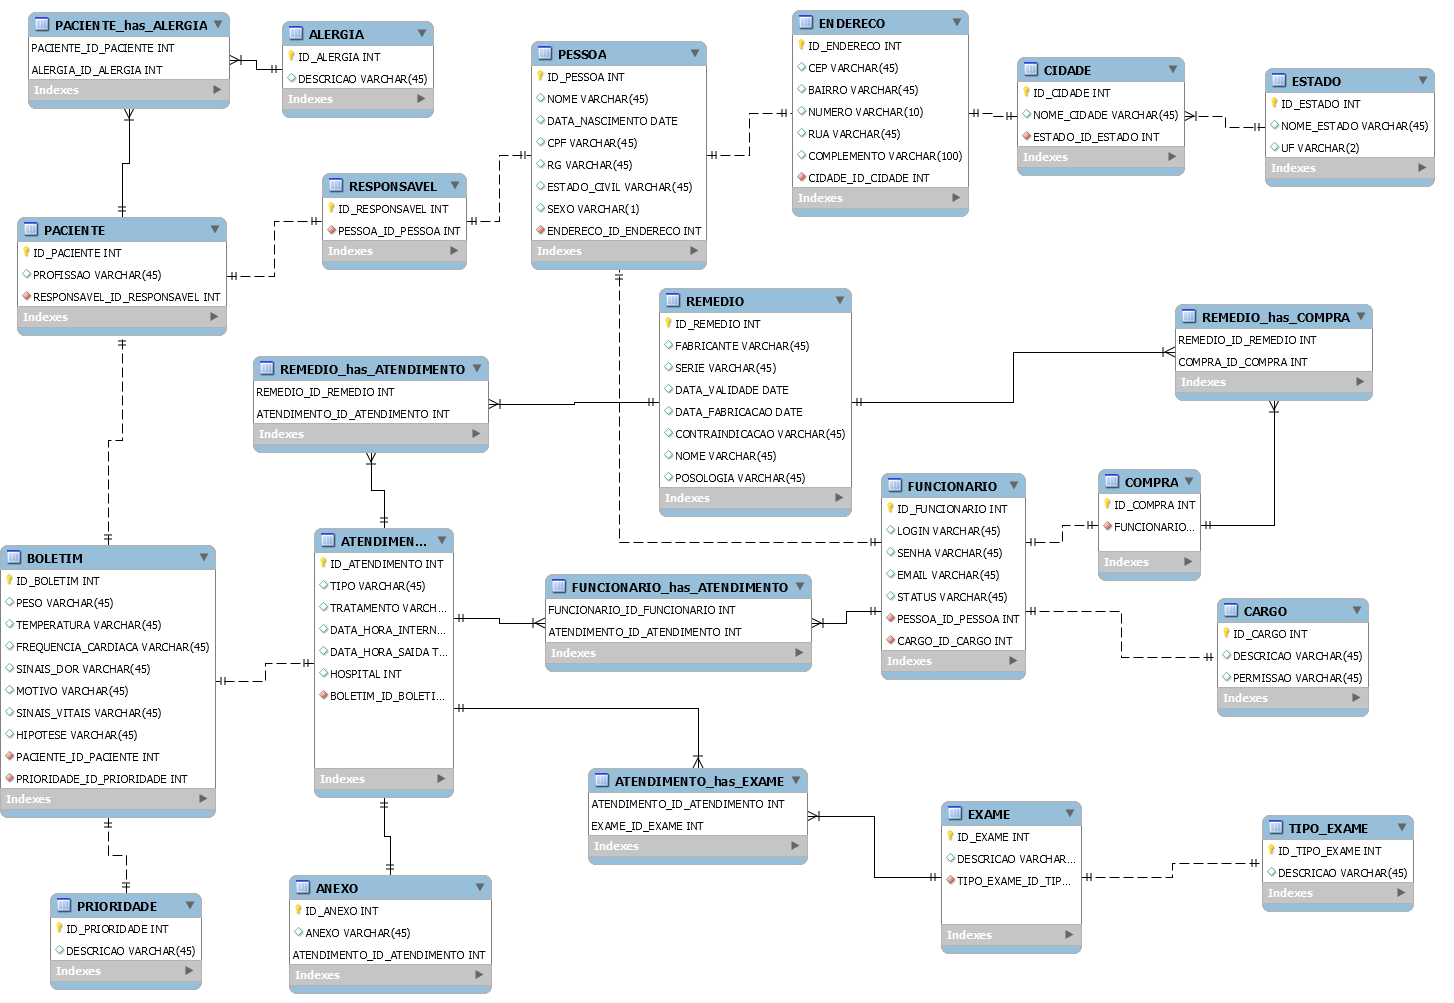 PACIENTE_has_ALERGIA
PACIENTE_ID_PACIENTE INT
ALERGIA_ID_ALERGIA INT
Indexes
ALERGIA
ID_ALERGIA INT
DESCRICAO VARCHAR(45)
Indexes
PESSOA
ID_PESSOA INT
NOME VARCHAR(45)
DATA_NASCIMENTO DATE
CPF VARCHAR(45)
RG VARCHAR(45)
ESTADO_CIVIL VARCHAR(45)
SEXO VARCHAR(1)
ENDERECO_ID_ENDERECO INT
Indexes
ENDERECO
ID_ENDERECO INT
CEP VARCHAR(45)
BAIRRO VARCHAR(45)
NUMERO VARCHAR(10)
RUA VARCHAR(45)
COMPLEMENTO VARCHAR(100)
CIDADE_ID_CIDADE INT
Indexes
CIDADE
ID_CIDADE INT
NOME_CIDADE VARCHAR(45)
ESTADO_ID_ESTADO INT
Indexes
ESTADO
ID_ESTADO INT
NOME_ESTADO VARCHAR(45)
UF VARCHAR(2)
Indexes
RESPONSAVEL
ID_RESPONSAVEL INT
PESSOA_ID_PESSOA INT
Indexes
PACIENTE
ID_PACIENTE INT
PROFISSAO VARCHAR(45)
RESPONSAVEL_ID_RESPONSAVEL INT
Indexes
REMEDIO
ID_REMEDIO INT
FABRICANTE VARCHAR(45)
SERIE VARCHAR(45)
DATA_VALIDADE DATE
DATA_FABRICACAO DATE
CONTRAINDICACAO VARCHAR(45)
NOME VARCHAR(45)
POSOLOGIA VARCHAR(45)
Indexes
REMEDIO_has_COMPRA
REMEDIO_ID_REMEDIO INT
COMPRA_ID_COMPRA INT
Indexes
REMEDIO_has_ATENDIMENTO
REMEDIO_ID_REMEDIO INT
ATENDIMENTO_ID_ATENDIMENTO INT
Indexes
FUNCIONARIO
ID_FUNCIONARIO INT
LOGIN VARCHAR(45)
SENHA VARCHAR(45)
EMAIL VARCHAR(45)
STATUS VARCHAR(45)
PESSOA_ID_PESSOA INT
CARGO_ID_CARGO INT
Indexes
COMPRA
ID_COMPRA INT
FUNCIONARIO...
Indexes
BOLETIM
ID_BOLETIM INT
PESO VARCHAR(45)
TEMPERATURA VARCHAR(45)
FREQUENCIA_CARDIACA VARCHAR(45)
SINAIS_DOR VARCHAR(45)
MOTIVO VARCHAR(45)
SINAIS_VITAIS VARCHAR(45)
HIPOTESE VARCHAR(45)
PACIENTE_ID_PACIENTE INT
PRIORIDADE_ID_PRIORIDADE INT
Indexes
ATENDIMEN...
ID_ATENDIMENTO INT
TIPO VARCHAR(45)
TRATAMENTO VARCH...
DATA_HORA_INTERN...
DATA_HORA_SAIDA T...
HOSPITAL INT
BOLETIM_ID_BOLETI...
Indexes
FUNCIONARIO_has_ATENDIMENTO
FUNCIONARIO_ID_FUNCIONARIO INT
ATENDIMENTO_ID_ATENDIMENTO INT
Indexes
CARGO
ID_CARGO INT
DESCRICAO VARCHAR(45)
PERMISSAO VARCHAR(45)
Indexes
ATENDIMENTO_has_EXAME
ATENDIMENTO_ID_ATENDIMENTO INT
EXAME_ID_EXAME INT
Indexes
EXAME
ID_EXAME INT
DESCRICAO VARCHAR...
TIPO_EXAME_ID_TIP...
Indexes
TIPO_EXAME
ID_TIPO_EXAME INT
DESCRICAO VARCHAR(45)
Indexes
PRIORIDADE
ID_PRIORIDADE INT
DESCRICAO VARCHAR(45)
Indexes
ANEXO
ID_ANEXO INT
ANEXO VARCHAR(45)
ATENDIMENTO_ID_ATENDIMENTO INT
Indexes